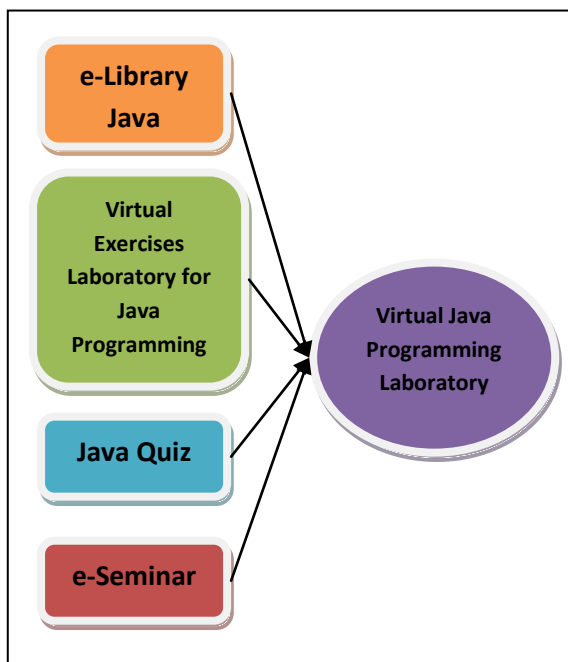 e-Library
Java
Virtual
Exercises
Laboratory for
Java
Programming
Virtual Java
Programming
Laboratory
Java Quiz
e-Seminar